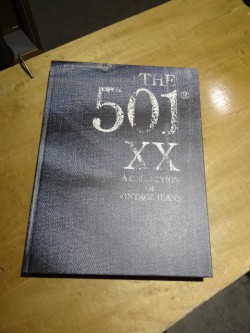 THE
501®
XX
A COLLECTION
OF
VINTAGE JEANS